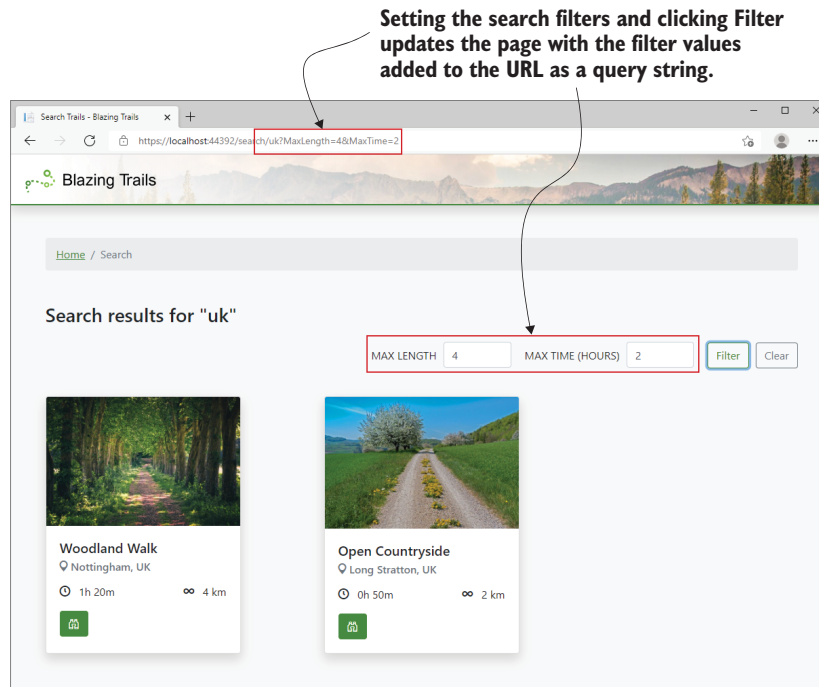 Setting the search filters and clicking Filter
updates the page with the filter values
added to the URL as a query string.
Search Trails - Blazing Trails
https://localhost:44392/search/uk?MaxLength=4&MaxTime=2
Blazing Trails
Home / Search
Search results for "uk"
MAX LENGTH 4 MAX TIME (HOURS) 2 Filter Clear
Woodland Walk
Nottingham, UK
1h 20m 4 km
Open Countryside
Long Stratton, UK
0h 50m 2 km